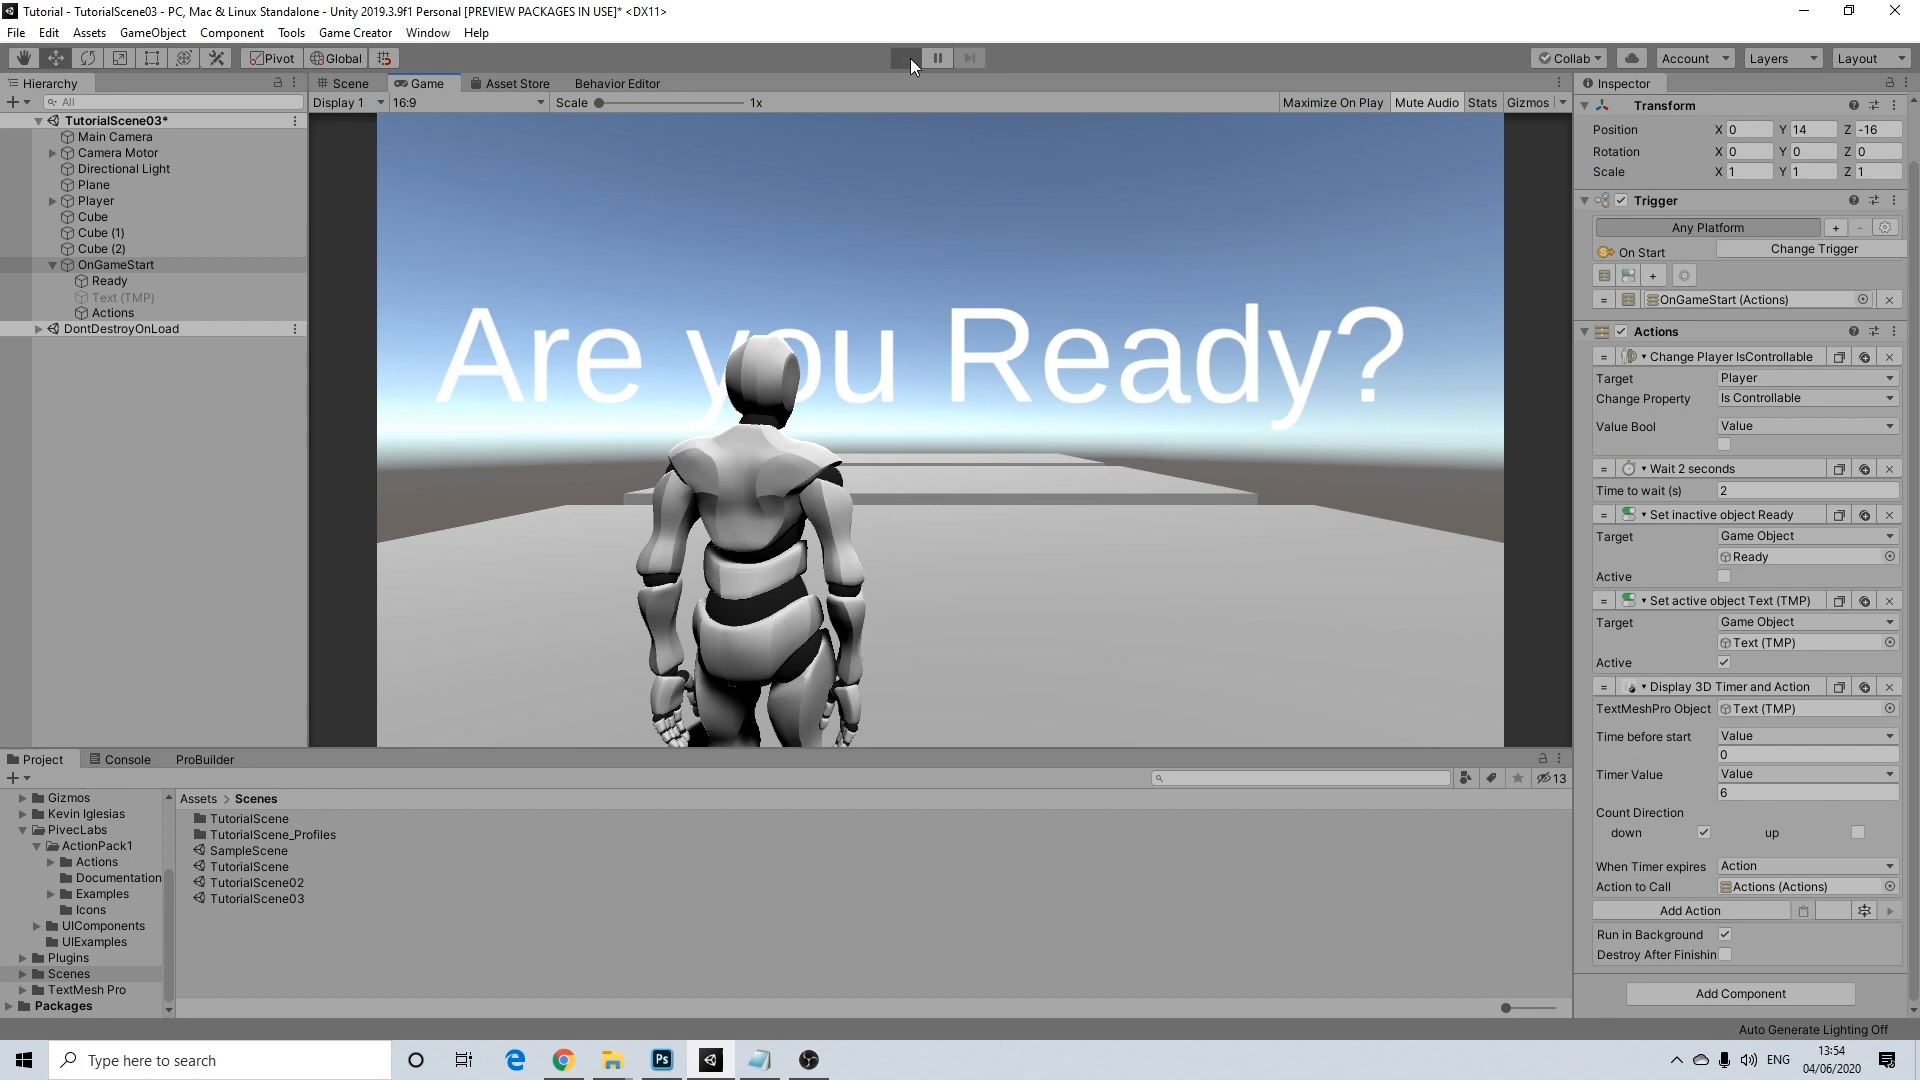 Tutorial - TutorialScene03 - PC, Mac & Linux Standalone - Unity 2019.3.9f1 Personal [PREVIEW PACKAGES IN USE]* <DX11>
File Edit Assets GameObject Component Tools Game Creator Window Help
Pivot Global Collab Account Layers Layout
Hierarchy
All
TutorialScene03*
Main Camera
Camera Motor
Directional Light
Plane
Player
Cube
Cube (1)
Cube (2)
OnGameStart
Ready
Text (TMP)
Actions
DontDestroyOnLoad
Scene Game Asset Store Behavior Editor
Display 1 16:9 Scale 1x Maximize On Play Mute Audio Stats Gizmos
Are you Ready?
Inspector
Transform
Position X 0 Y 14 Z -16
Rotation X 0 Y 0 Z 0
Scale X 1 Y 1 Z 1
Trigger
Any Platform + -
On Start Change Trigger
+
= OnGameStart (Actions)
Actions
= Change Player IsControllable
Target Player
Change Property Is Controllable
Value Bool Value
= Wait 2 seconds
Time to wait (s) 2
= Set inactive object Ready
Target Game Object
Ready
Active
= Set active object Text (TMP)
Target Game Object
Text (TMP)
Active
= Display 3D Timer and Action
TextMeshPro Object Text (TMP)
Time before start Value
0
Timer Value Value
6
Count Direction
down up
When Timer expires Action
Action to Call Actions (Actions)
Add Action
Run in Background
Destroy After Finishin
Add Component
Auto Generate Lighting Off
Project Console ProBuilder
13
Gizmos
Kevin Iglesias
PivecLabs
ActionPack1
Actions
Documentation
Examples
Icons
UIComponents
UIExamples
Plugins
Scenes
TextMesh Pro
Packages
Assets > Scenes
TutorialScene
TutorialScene_Profiles
SampleScene
TutorialScene
TutorialScene02
TutorialScene03
Type here to search
Ps
ENG
13:54
04/06/2020